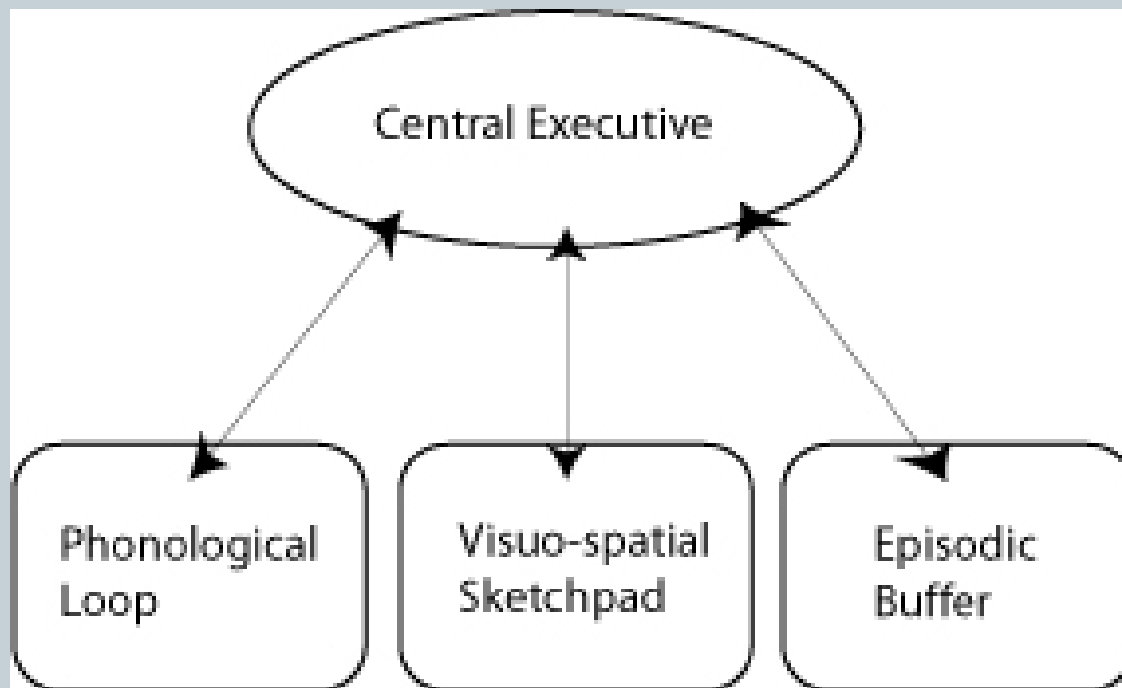 Central Executive
Phonological
Loop
Visuo-spatial
Sketchpad
Episodic
Buffer